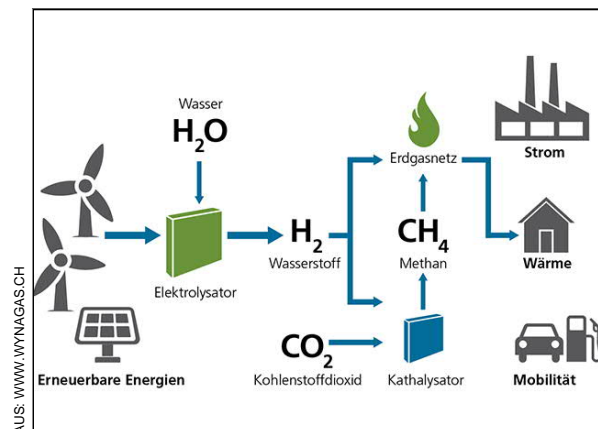 Wasser
H₂O
Elektrolysator
Erneuerbare Energien
H₂
Wasserstoff
CO₂
Kohlenstoffdioxid
Erdgasnetz
CH₄
Methan
Kathalysator
Strom
Wärme
Mobilität
AUS: WWW.WYNAGAS.CH